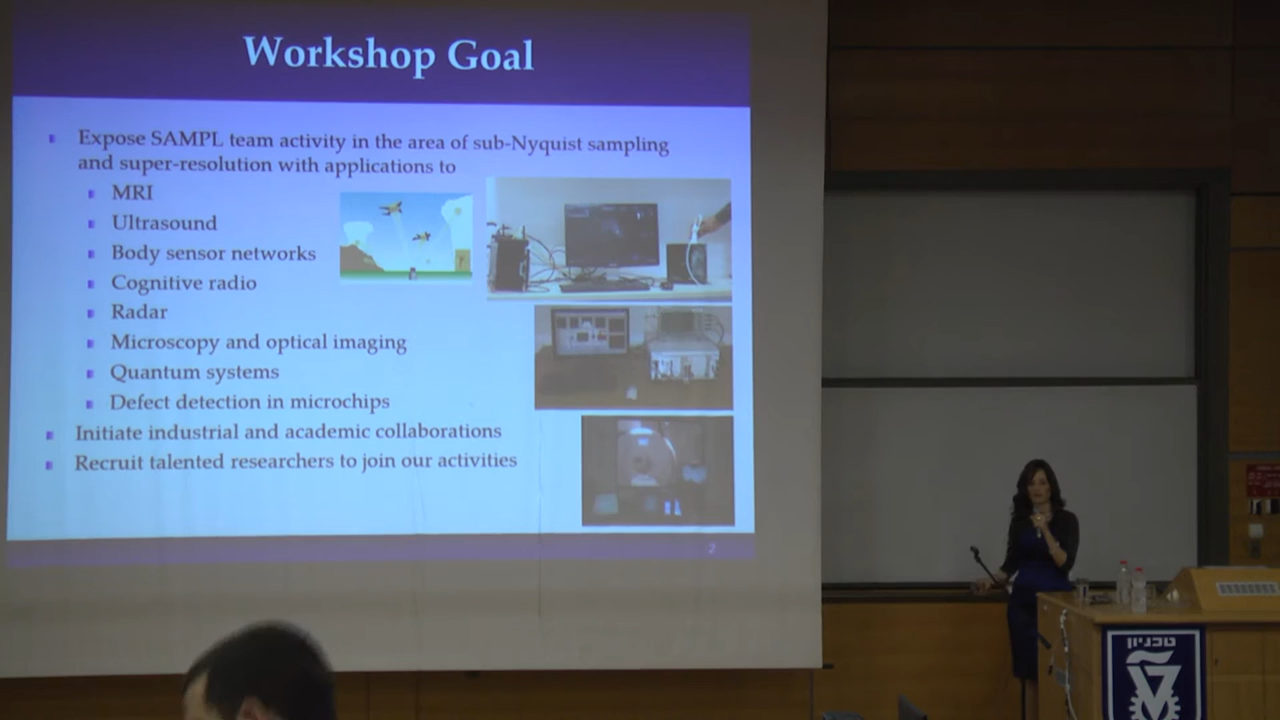 Workshop Goal
Expose SAMPL team activity in the area of sub-Nyquist sampling
and super-resolution with applications to
MRI
Ultrasound
Body sensor networks
Cognitive radio
Radar
Microscopy and optical imaging
Quantum systems
Defect detection in microchips
Initiate industrial and academic collaborations
Recruit talented researchers to join our activities
2
טכניון